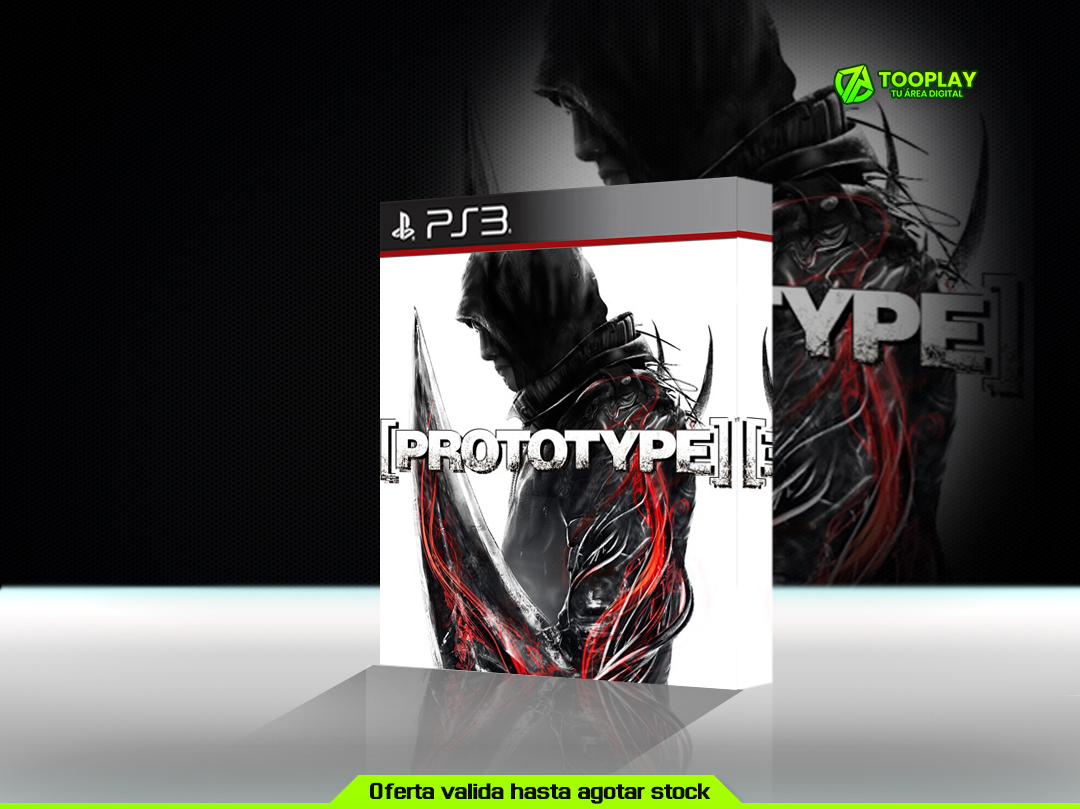 TOOPLAY
TU ÁREA DIGITAL
PS3
[PROTOTYPE]
TYPE]
Oferta valida hasta agotar stock